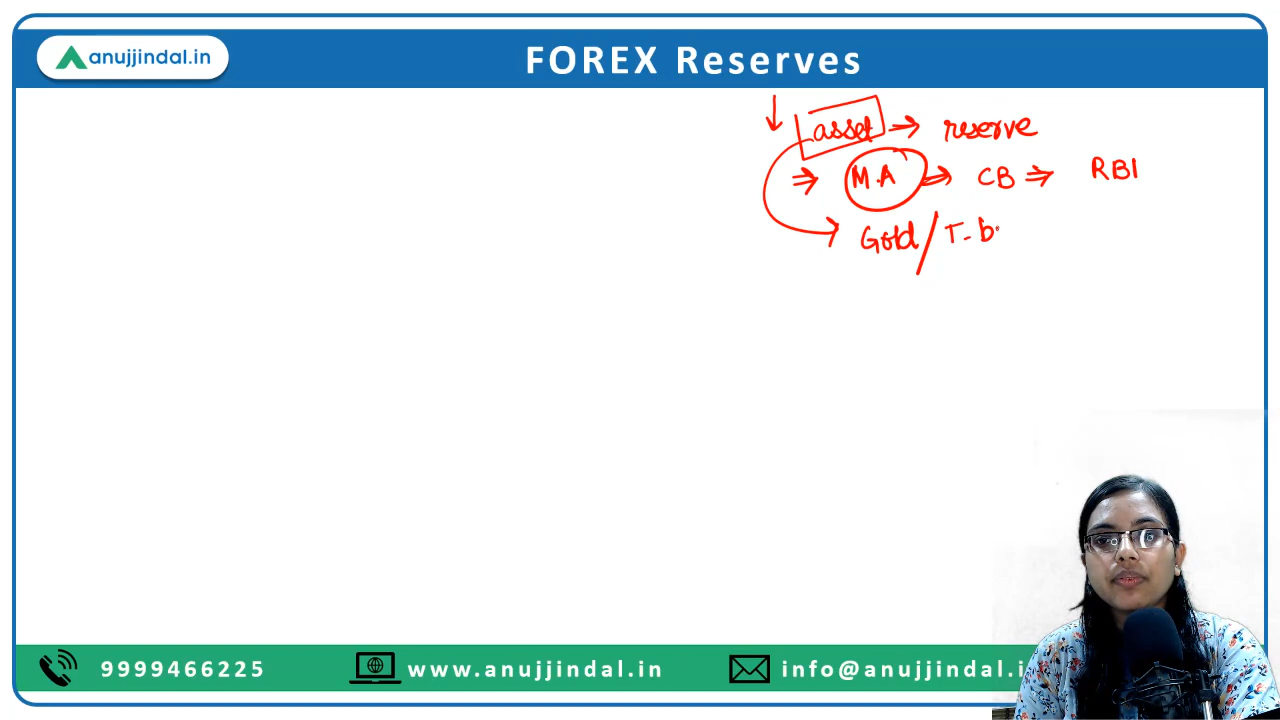 anujjindal.in
FOREX Reserves
asset → reserve
⇒ M.A ⇒ CB ⇒ RBI
Gold / T-b
9999466225
www.anujjindal.in
info@anujjindal.i